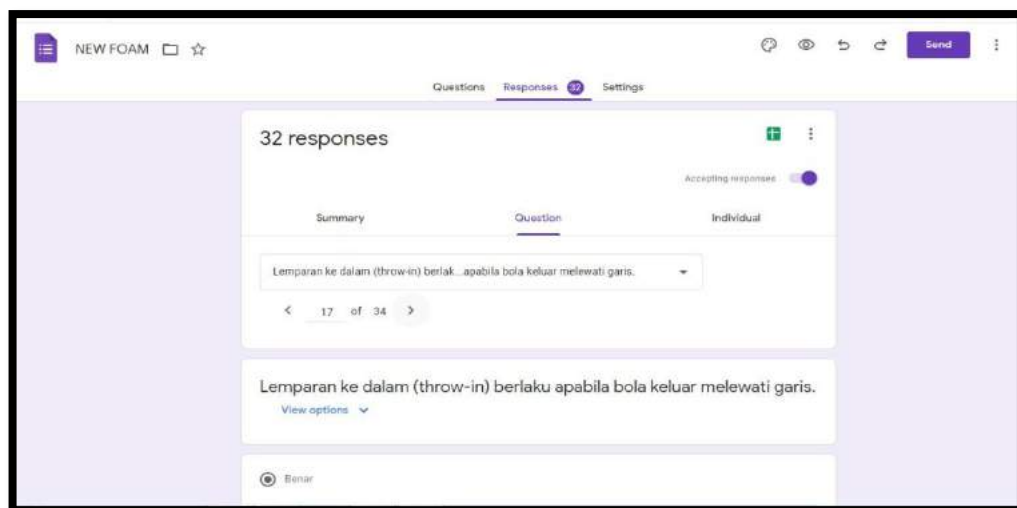 NEW FOAM
Send
Questions Responses 32 Settings
32 responses
Accepting responses
Summary Question Individual
Lemparan ke dalam (throw-in) berlak...apabila bola keluar melewati garis.
17 of 34
Lemparan ke dalam (throw-in) berlaku apabila bola keluar melewati garis.
View options
Benar